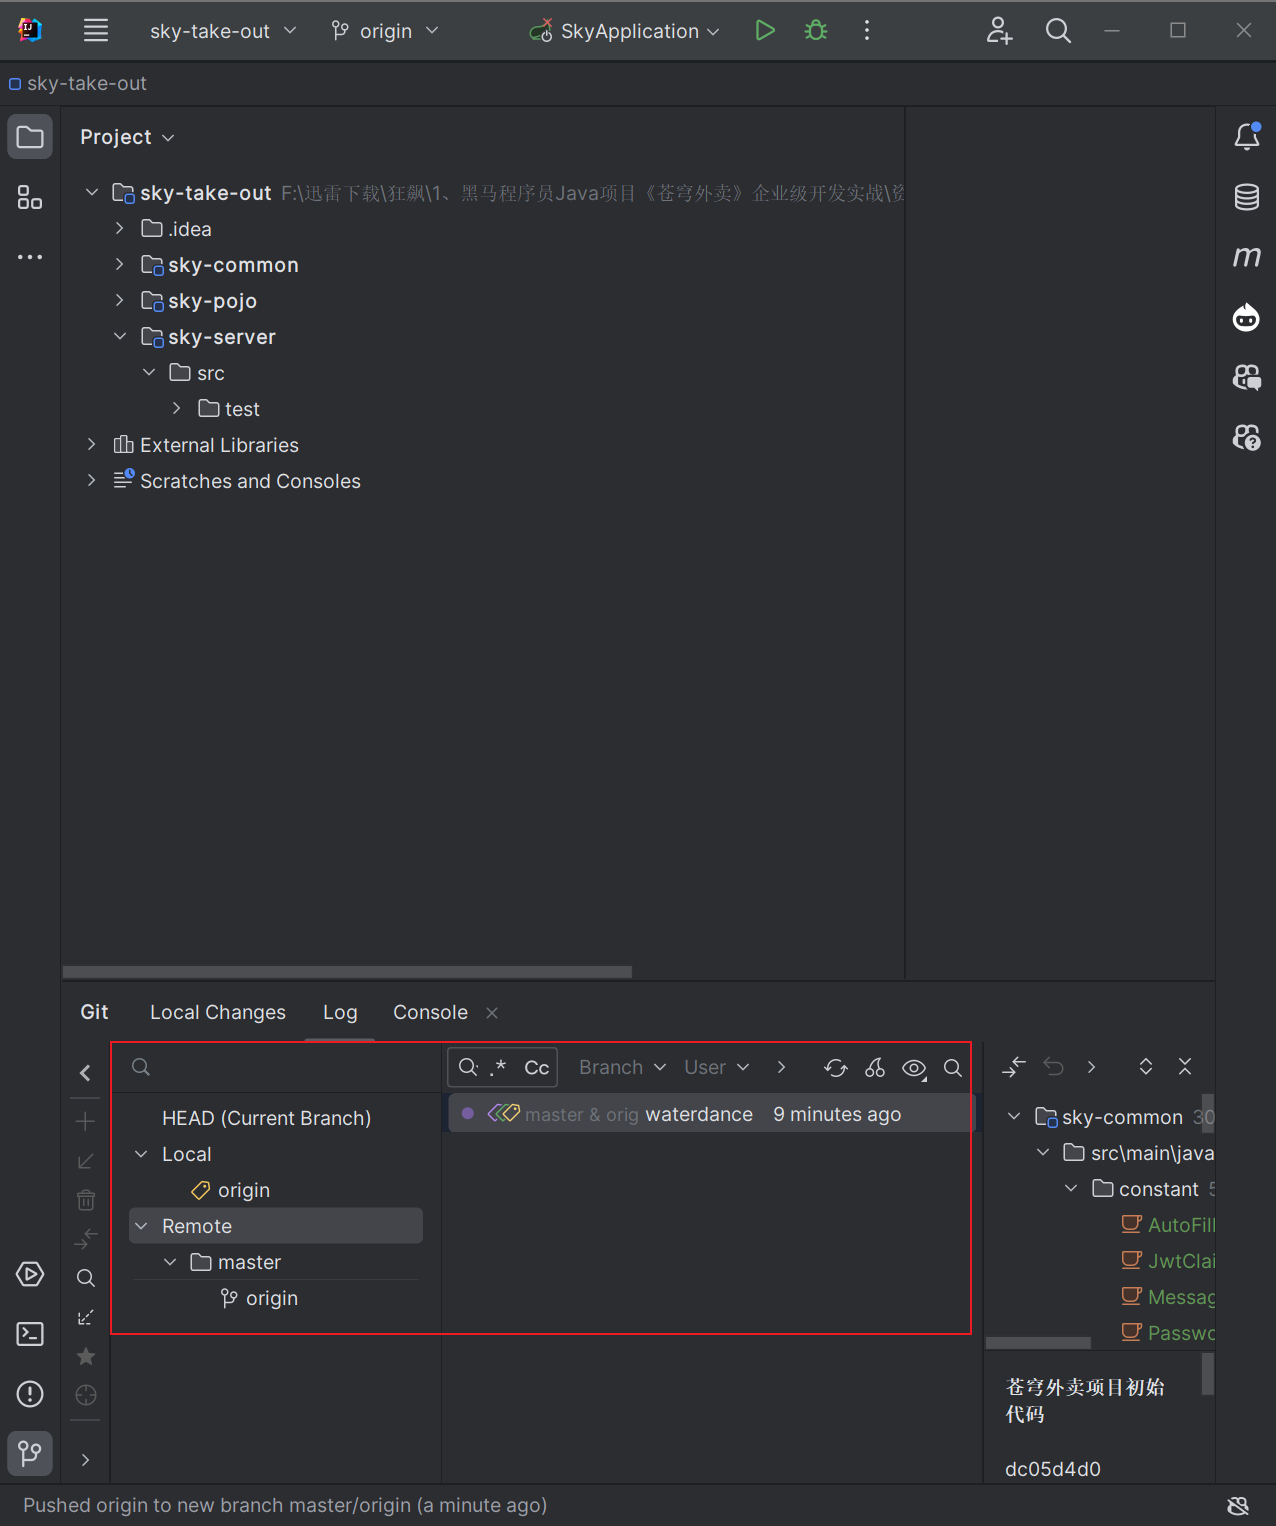 sky-take-out
origin
SkyApplication
sky-take-out
Project
sky-take-out F:\迅雷下载\狂飙\1、黑马程序员Java项目《苍穹外卖》企业级开发实战\资
.idea
sky-common
sky-pojo
sky-server
src
test
External Libraries
Scratches and Consoles
m
Git Local Changes Log Console
.* Cc Branch User
HEAD (Current Branch)
master & orig waterdance 9 minutes ago
Local
origin
Remote
master
origin
sky-common 30
src\main\java
constant 5
AutoFill
JwtClai
Messag
Passwo
苍穹外卖项目初始
代码
dc05d4d0
Pushed origin to new branch master/origin (a minute ago)